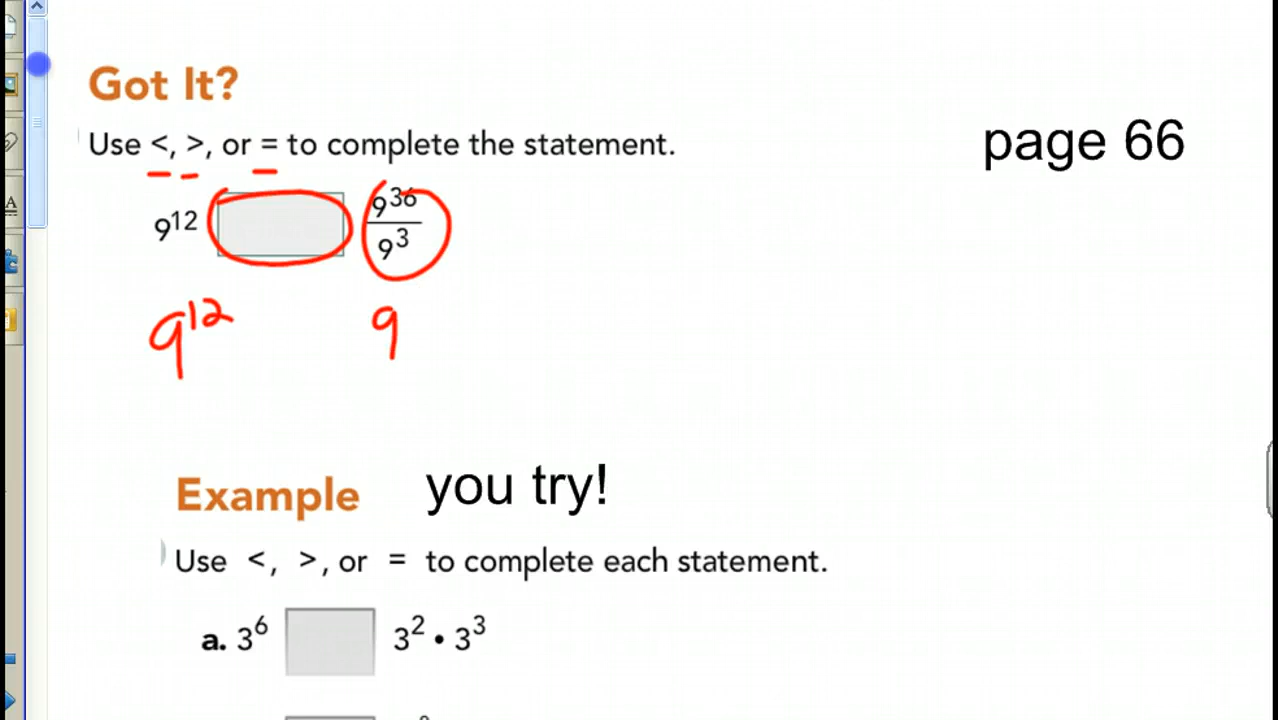 Got It?
page 66
Use <, >, or = to complete the statement.
9¹² 9³⁶/9³
9¹² 9
Example you try!
Use <, >, or = to complete each statement.
a. 3⁶ 3² • 3³